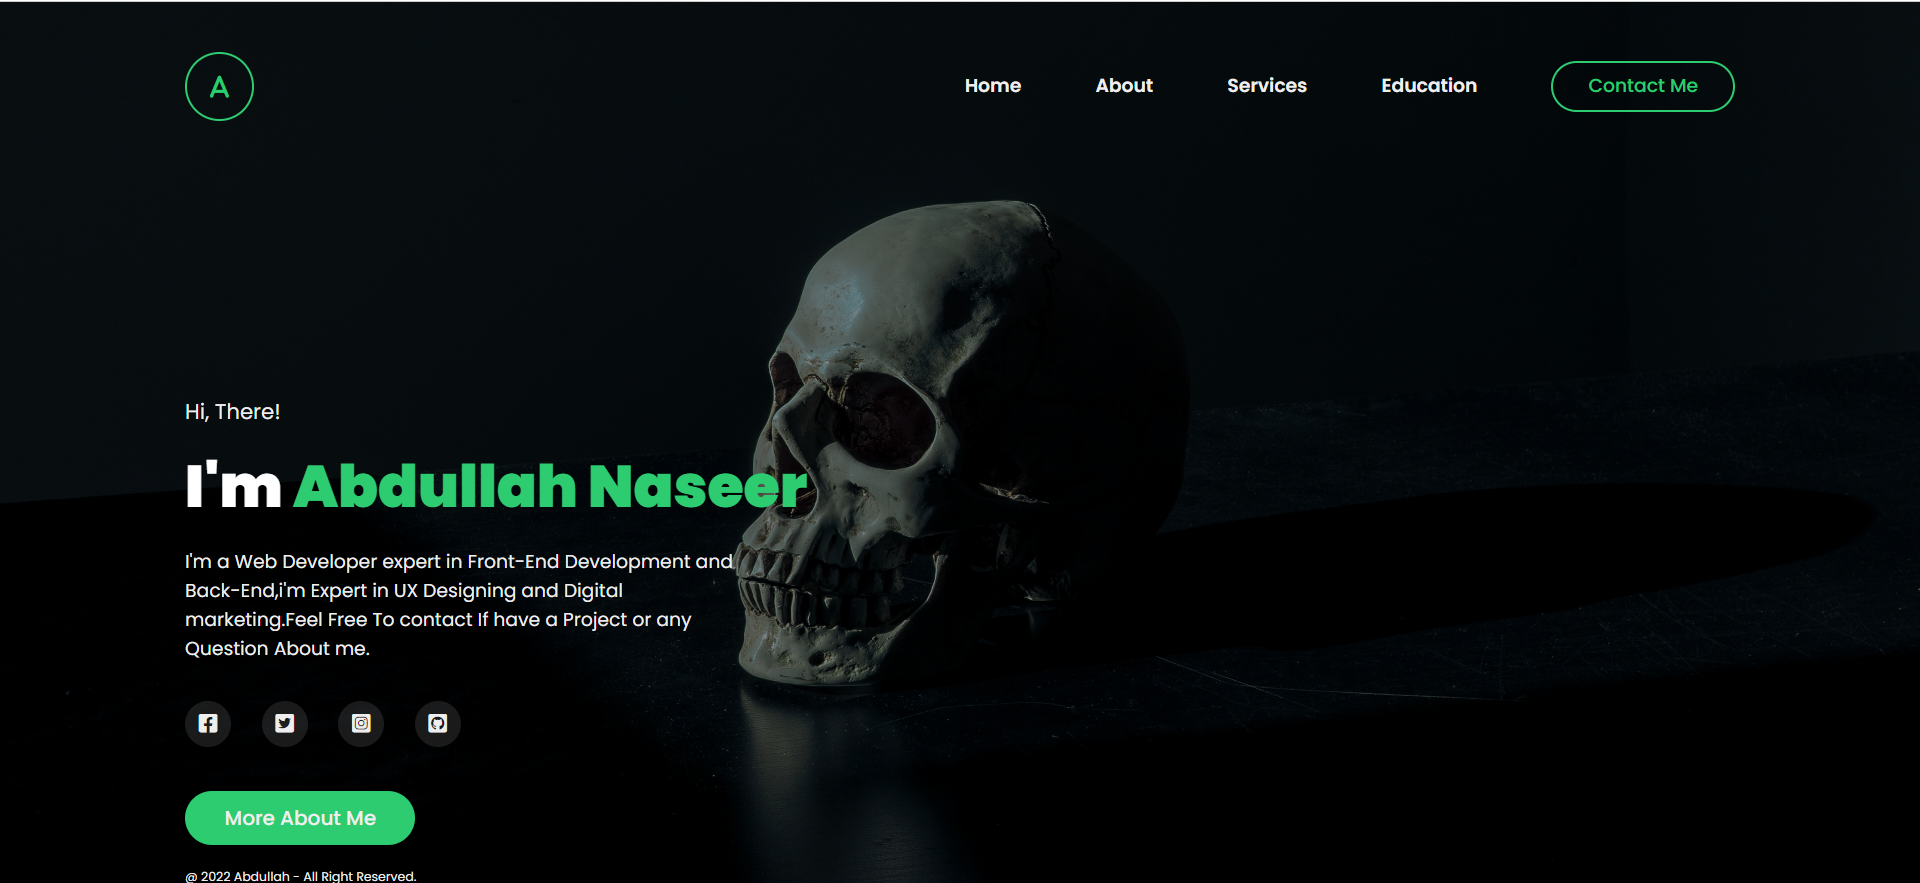 A
Home About Services Education Contact Me
Hi, There!
I'm Abdullah Naseer
I'm a Web Developer expert in Front-End Development and
Back-End,i'm Expert in UX Designing and Digital
marketing.Feel Free To contact If have a Project or any
Question About me.
More About Me
@ 2022 Abdullah - All Right Reserved.